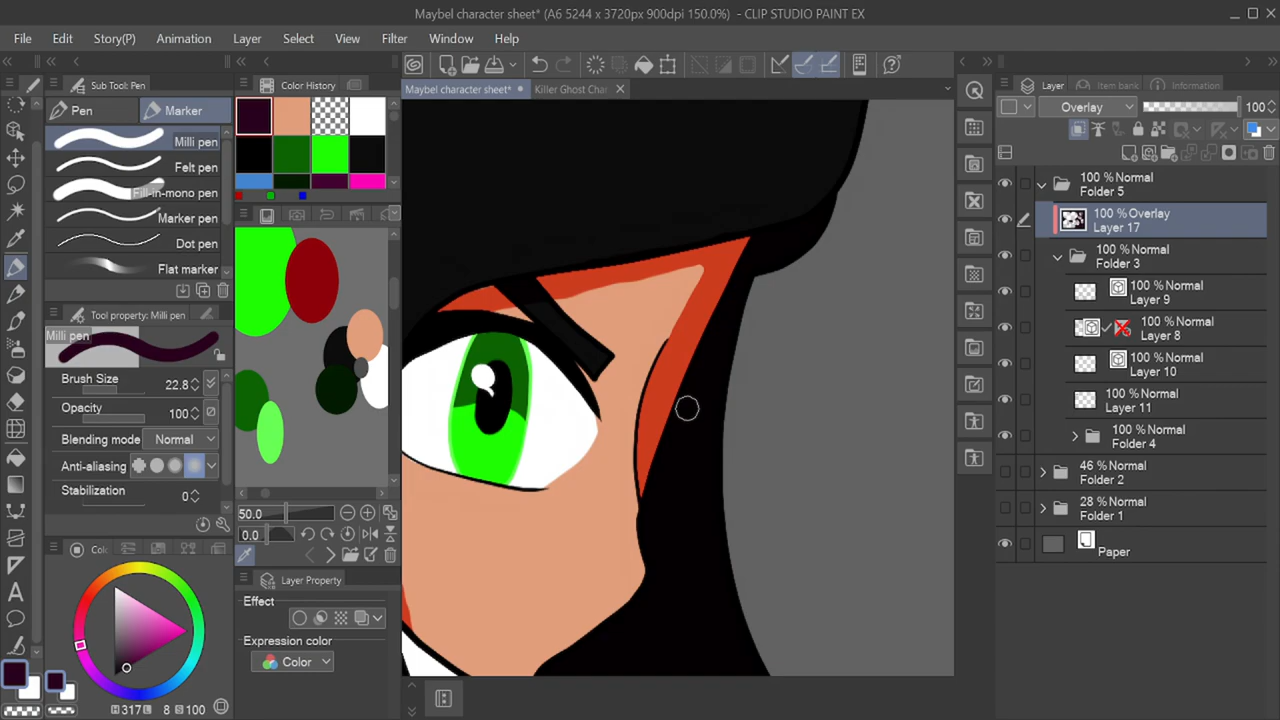 Maybel character sheet* (A6 5244 x 3720px 900dpi 150.0%)  - CLIP STUDIO PAINT EX
File Edit Story(P) Animation Layer Select View Filter Window Help
Sub Tool: Pen
Color History
Maybel character sheet*
Killer Ghost Char
Layer
Item bank
Information
Pen
Marker
Overlay
100
Milli pen
Felt pen
Fill-in-mono pen
Marker pen
Dot pen
Flat marker
Tool property: Milli pen
Milli pen
Brush Size
22.8
Opacity
100
Blending mode
Normal
Anti-aliasing
Stabilization
0
Col
H 317 L 8 S 100
50.0
0.0
Layer Property
Effect
Expression color
Color
100 % Normal
Folder 5
100 % Overlay
Layer 17
100 % Normal
Folder 3
100 % Normal
Layer 9
100 % Normal
Layer 8
100 % Normal
Layer 10
100 % Normal
Layer 11
100 % Normal
Folder 4
46 % Normal
Folder 2
28 % Normal
Folder 1
Paper